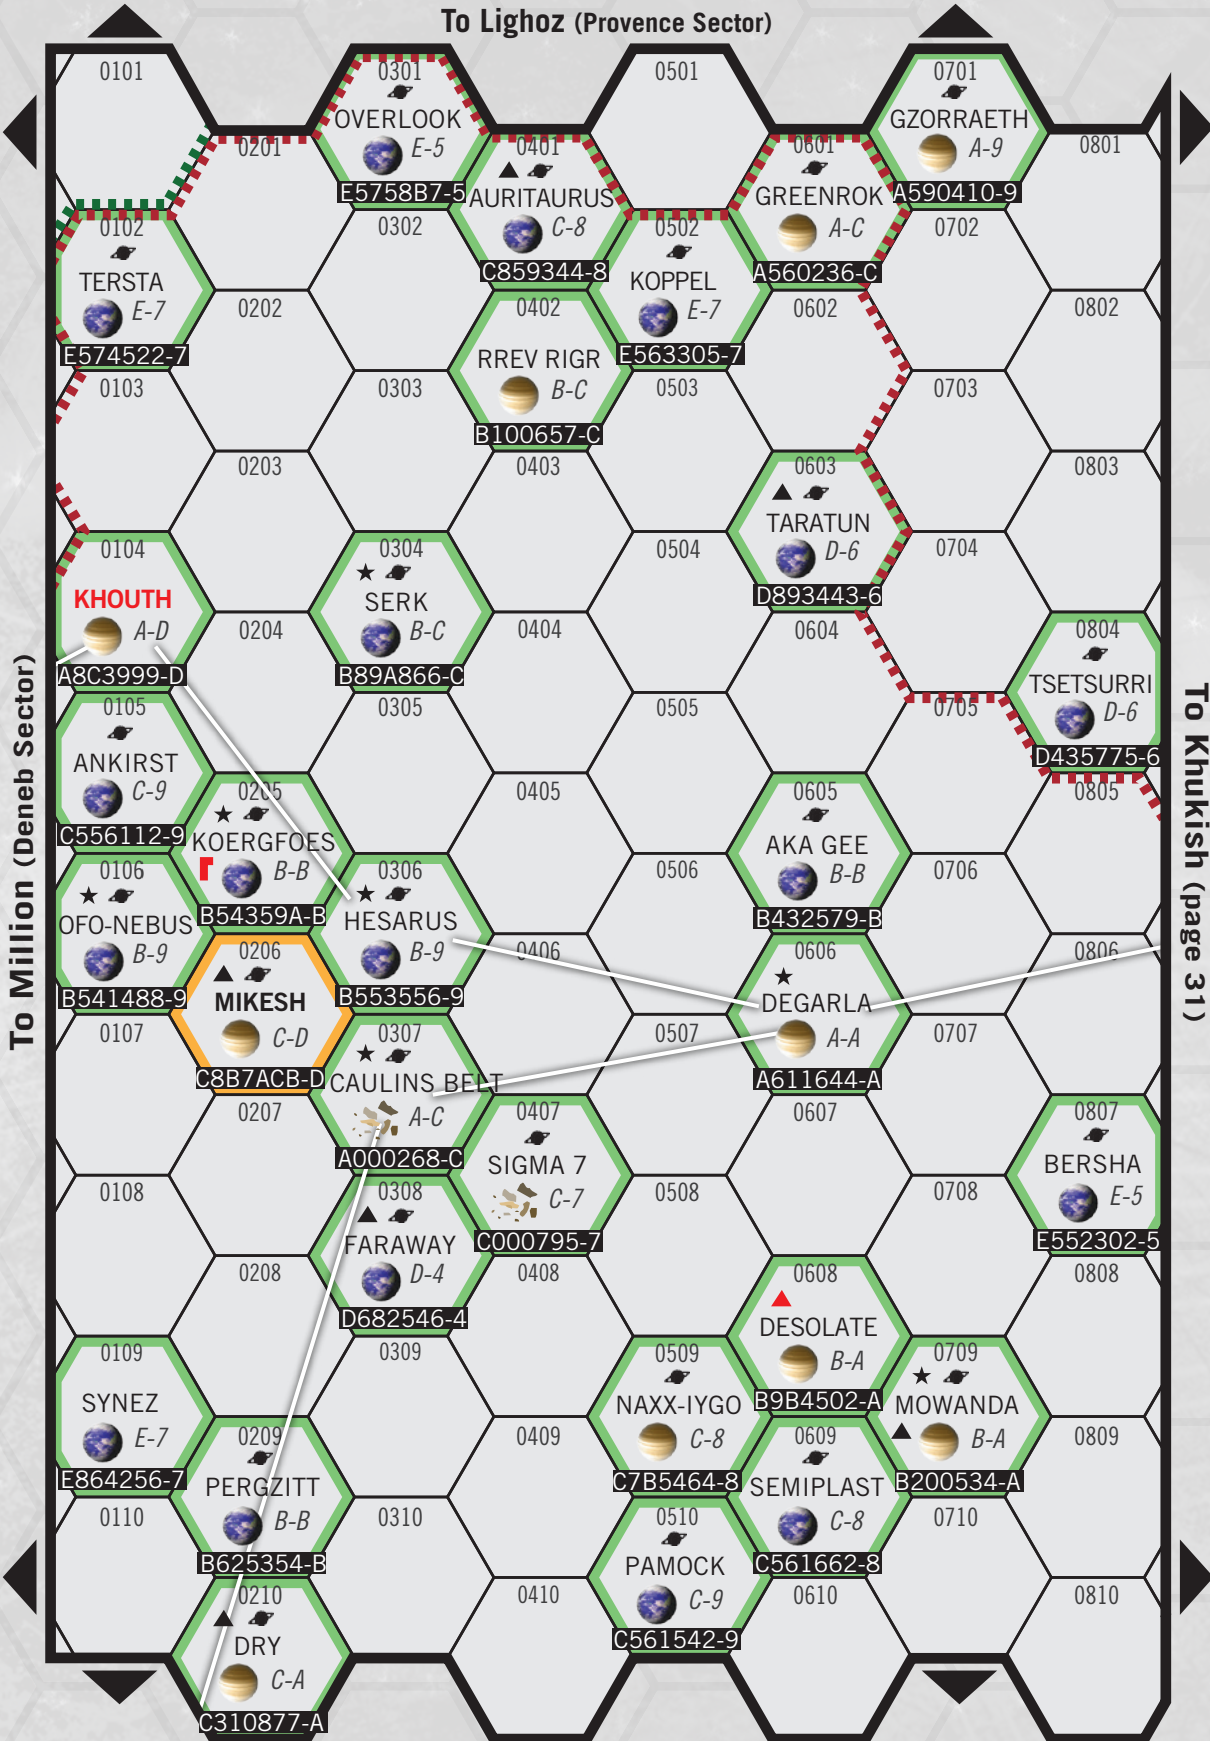 To Lighoz (Provence Sector)
To Million (Deneb Sector)
To Khukish (page 31)
0101
0102
TERSTA
E-7
E574522-7
0103
0104
KHOUTH
A-D
A8C3999-D
0105
ANKIRST
C-9
C556112-9
0106
OFO-NEBUS
B-9
B541488-9
0107
0108
0109
SYNEZ
E-7
E864256-7
0110
0201
0202
0203
0204
0205
KOERGFOES
B-B
B54359A-B
0206
MIKESH
C-D
C8B7ACB-D
0207
0208
0209
PERGZITT
B-B
B625354-B
0210
DRY
C-A
C310877-A
0301
OVERLOOK
E-5
E5758B7-5
0302
0303
0304
SERK
B-C
B89A866-C
0305
0306
HESARUS
B-9
B553556-9
0307
CAULINS BELT
A-C
A000268-C
0308
FARAWAY
D-4
D682546-4
0309
0310
0401
AURITAURUS
C-8
C859344-8
0402
RREV RIGR
B-C
B100657-C
0403
0404
0405
0406
0407
SIGMA 7
C-7
C000795-7
0408
0409
0410
0501
0502
KOPPEL
E-7
E563305-7
0503
0504
0505
0506
0507
0508
0509
NAXX-IYGO
C-8
C7B5464-8
0510
PAMOCK
C-9
C561542-9
0601
GREENROK
A-C
A560236-C
0602
0603
TARATUN
D-6
D893443-6
0604
0605
AKA GEE
B-B
B432579-B
0606
DEGARLA
A-A
A611644-A
0607
0608
DESOLATE
B-A
B9B4502-A
0609
SEMIPLAST
C-8
C561662-8
0610
0701
GZORRAETH
A-9
A590410-9
0702
0703
0704
0705
0706
0707
0708
0709
MOWANDA
B-A
B200534-A
0710
0801
0802
0803
0804
TSETSURRI
D-6
D435775-6
0805
0806
0807
BERSHA
E-5
E552302-5
0808
0809
0810